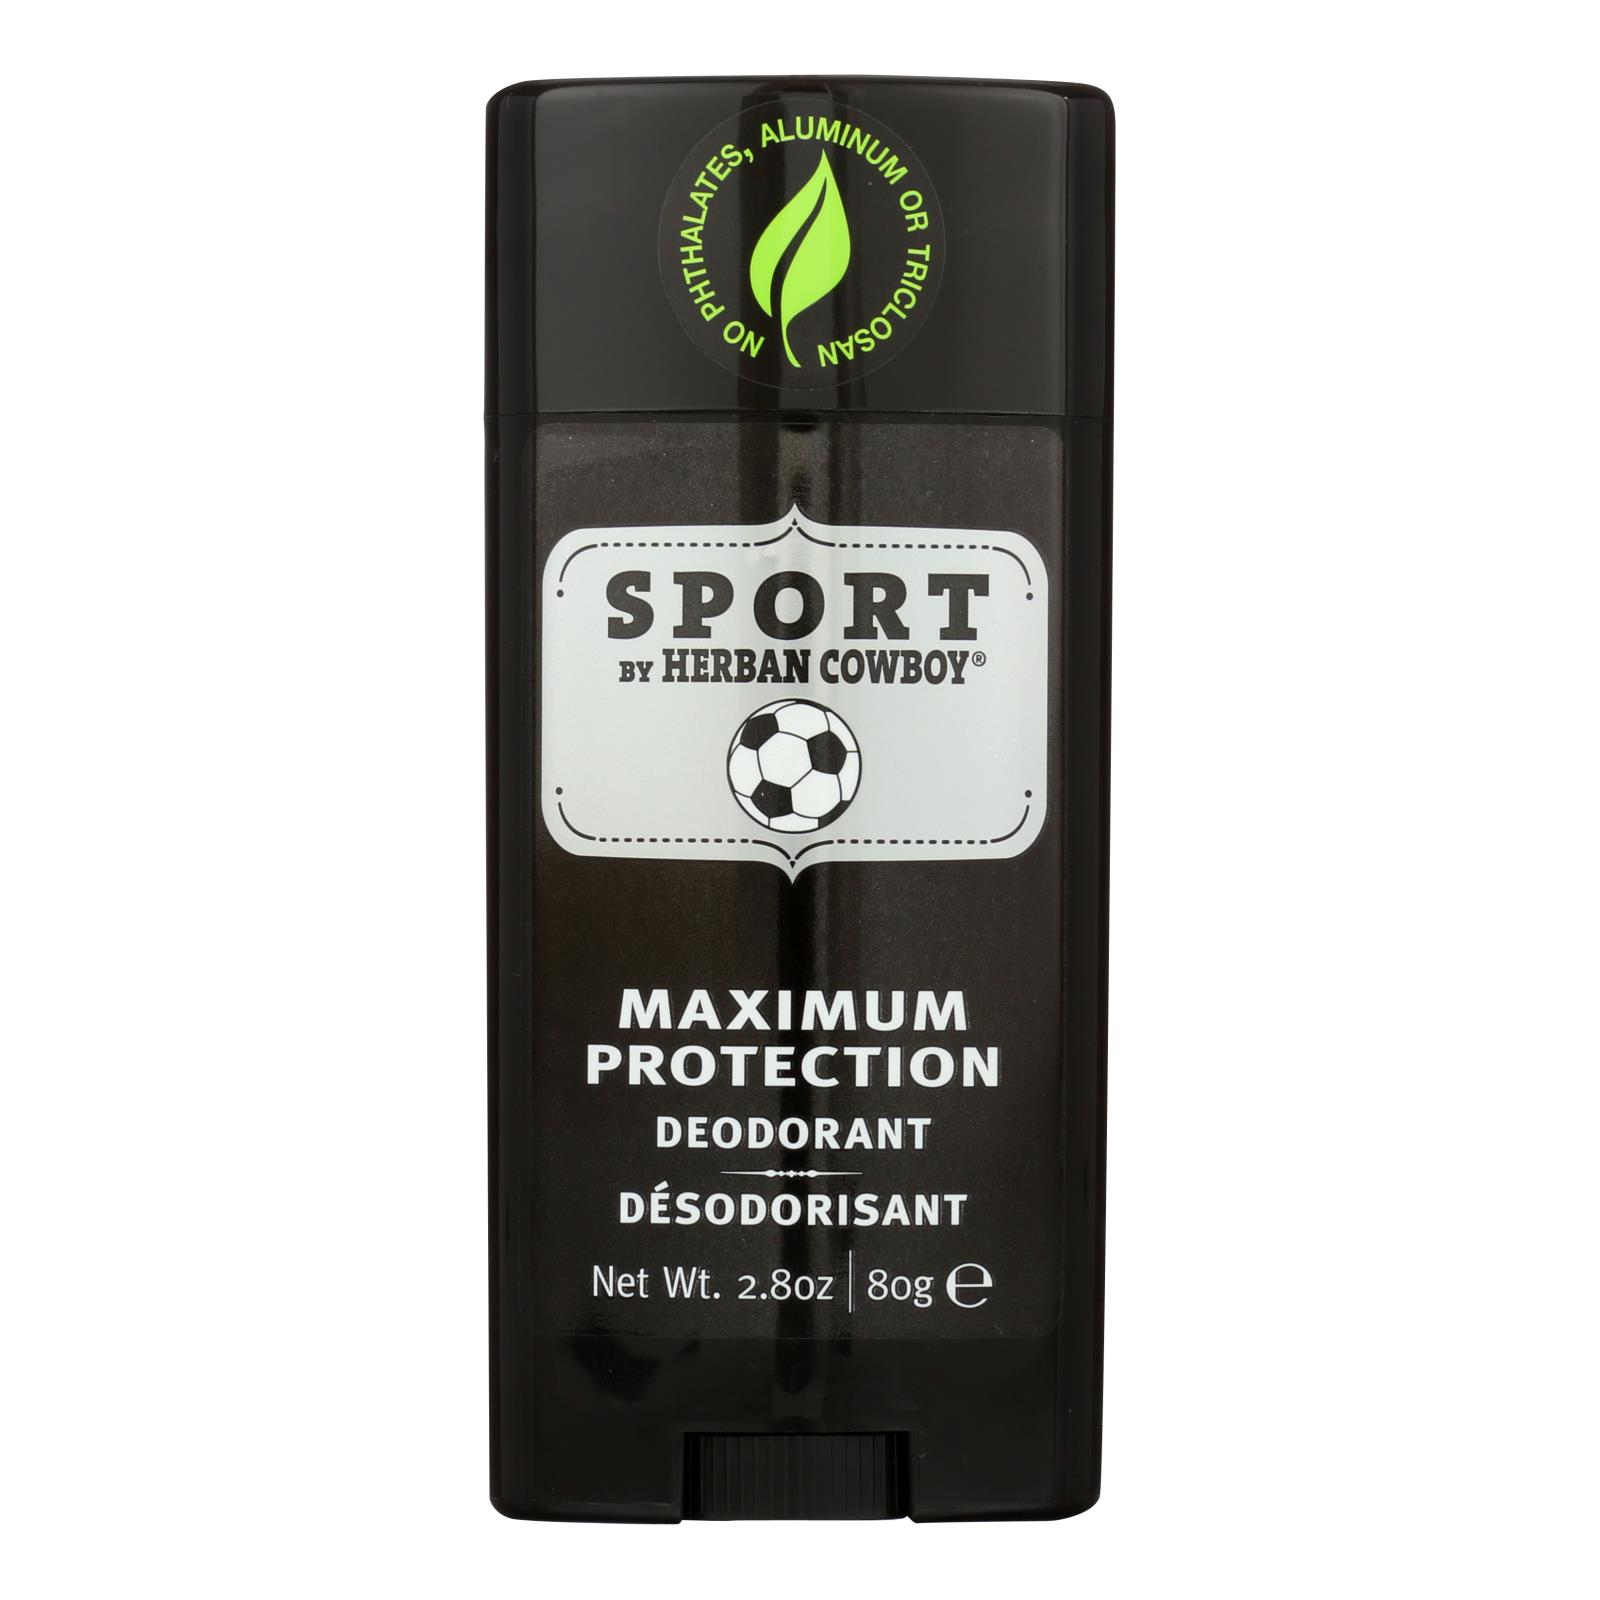 NO PHTHALATES, ALUMINUM OR TRICLOSAN
SPORT
BY HERBAN COWBOY®
MAXIMUM
PROTECTION
DEODORANT
DÉSODORISANT
Net Wt. 2.8oz | 80g ℮